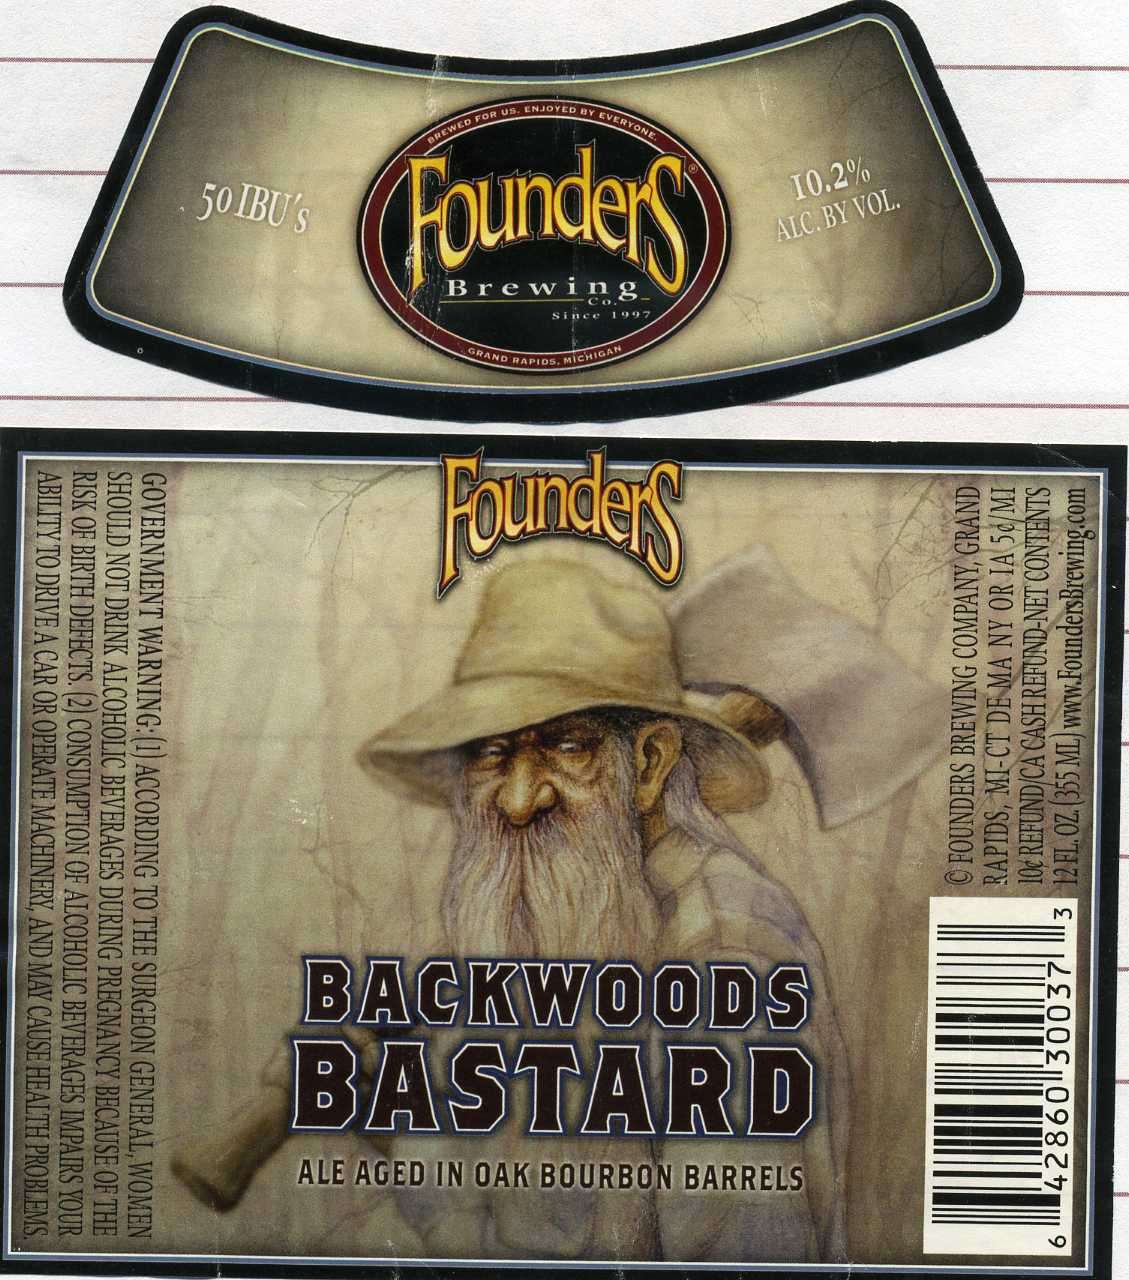 BREWED FOR US. ENJOYED BY EVERYONE.
Founders®
Brewing
Co.
Since 1997
GRAND RAPIDS, MICHIGAN
50 IBU's
10.2%
ALC. BY VOL.
6
Founders
BACKWOODS
BASTARD
ALE AGED IN OAK BOURBON BARRELS
GOVERNMENT WARNING: (1) ACCORDING TO THE SURGEON GENERAL, WOMEN
SHOULD NOT DRINK ALCOHOLIC BEVERAGES DURING PREGNANCY BECAUSE OF THE
RISK OF BIRTH DEFECTS. (2) CONSUMPTION OF ALCOHOLIC BEVERAGES IMPAIRS YOUR
ABILITY TO DRIVE A CAR OR OPERATE MACHINERY, AND MAY CAUSE HEALTH PROBLEMS.
© FOUNDERS BREWING COMPANY, GRAND
RAPIDS, MI-CT DE MA NY OR IA 5¢/MI
10¢ REFUND/CA CASH REFUND-NET CONTENTS
12 FL. OZ. (355 ML) www.FoundersBrewing.com
6 42860 30037 3